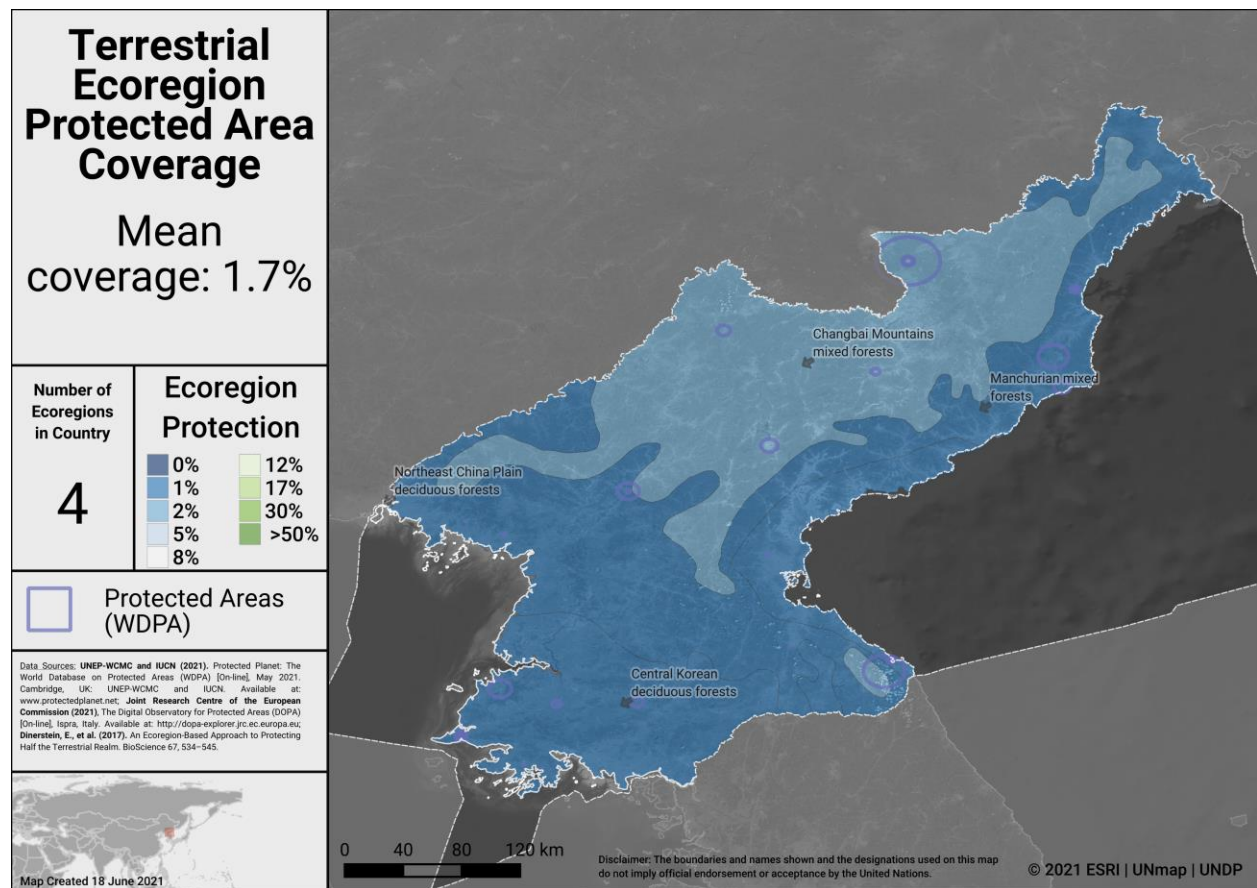 Terrestrial
Ecoregion
Protected Area
Coverage
Mean
coverage: 1.7%
Number of
Ecoregions
in Country
4
Ecoregion
Protection
0%
1%
2%
5%
8%
12%
17%
30%
>50%
Protected Areas
(WDPA)
Data Sources: UNEP-WCMC and IUCN (2021). Protected Planet: The
World Database on Protected Areas (WDPA) [On-line], May 2021.
Cambridge, UK: UNEP-WCMC and IUCN. Available at:
www.protectedplanet.net; Joint Research Centre of the European
Commission (2021), The Digital Observatory for Protected Areas (DOPA)
[On-line], Ispra, Italy. Available at: http://dopa-explorer.jrc.ec.europa.eu;
Dinerstein, E., et al. (2017). An Ecoregion-Based Approach to Protecting
Half the Terrestrial Realm. BioScience 67, 534–545.
Map Created 18 June 2021
Changbai Mountains
mixed forests
Manchurian mixed
forests
Northeast China Plain
deciduous forests
Central Korean
deciduous forests
0 40 80 120 km
Disclaimer: The boundaries and names shown and the designations used on this map
do not imply official endorsement or acceptance by the United Nations.
© 2021 ESRI | UNmap | UNDP